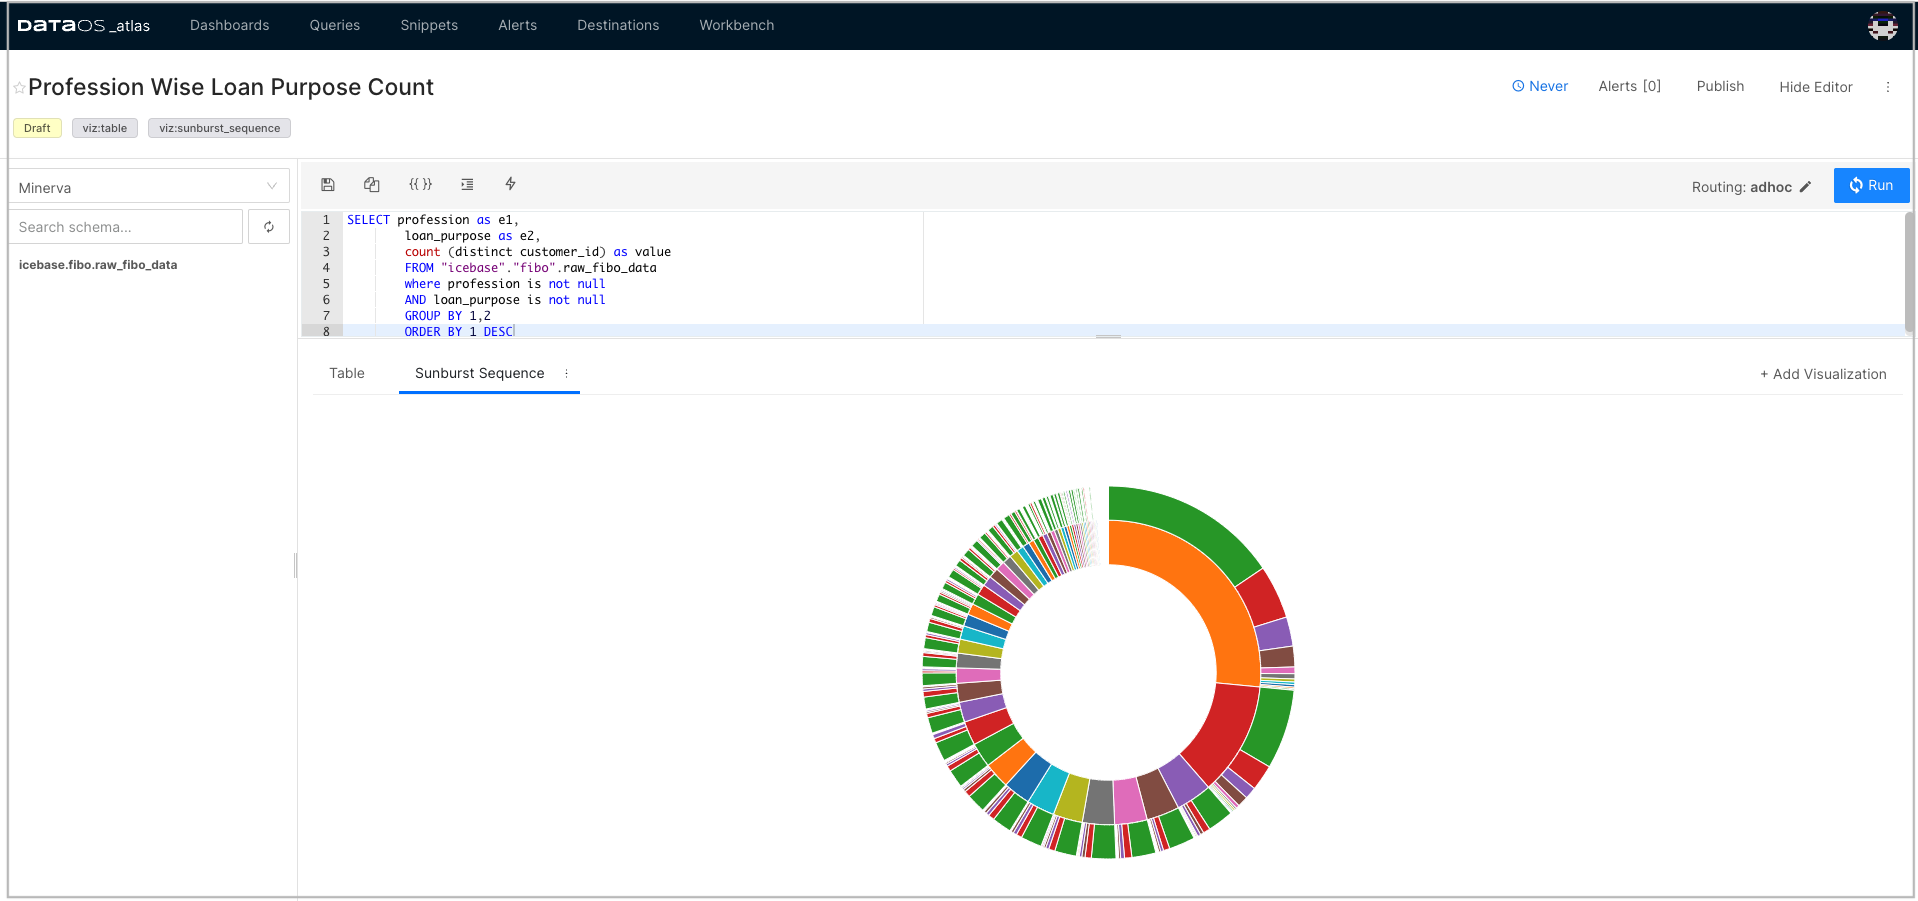 DATAOS _atlas Dashboards Queries Snippets Alerts Destinations Workbench
Profession Wise Loan Purpose Count
Never Alerts [0] Publish Hide Editor
Draft viz:table viz:sunburst_sequence
Minerva
{{ }}
Routing: adhoc Run
Search schema...
icebase.fibo.raw_fibo_data
1 SELECT profession as e1,
2 loan_purpose as e2,
3 count (distinct customer_id) as value
4 FROM "icebase"."fibo".raw_fibo_data
5 where profession is not null
6 AND loan_purpose is not null
7 GROUP BY 1,2
8 ORDER BY 1 DESC
Table Sunburst Sequence + Add Visualization